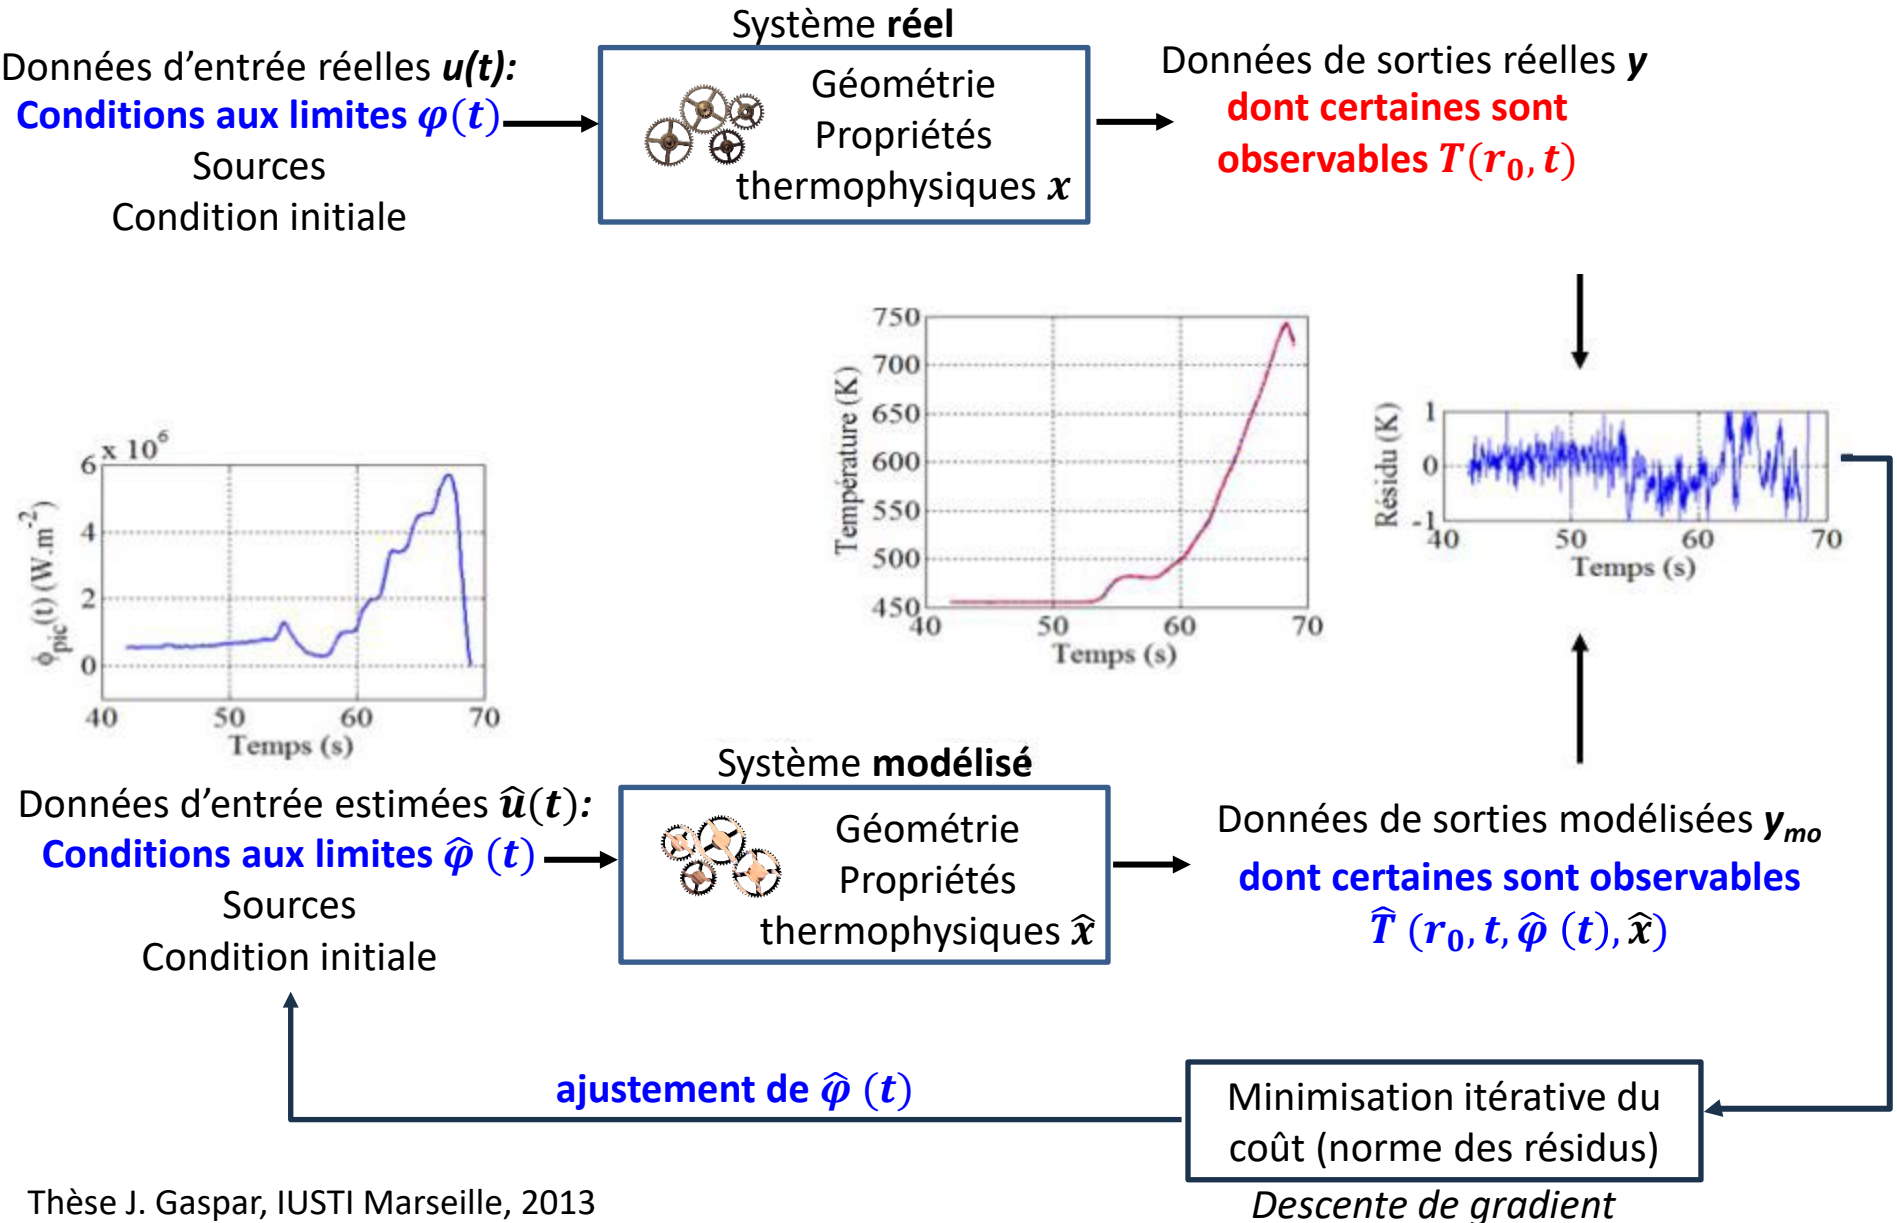 Système réel
Données d'entrée réelles u(t):
Conditions aux limites φ(t)
Sources
Condition initiale
Géométrie
Propriétés
thermophysiques x
Données de sorties réelles y
dont certaines sont
observables T(r₀, t)
750
700
650
600
550
500
450
40
50
60
70
Température (K)
Temps (s)
1
0
-1
40
50
60
70
Résidu (K)
Temps (s)
x 10⁶
6
4
2
0
40
50
60
70
ϕpic(t) (W.m⁻²)
Temps (s)
Système modélisé
Données d'entrée estimées û(t):
Conditions aux limites φ̂ (t)
Sources
Condition initiale
Géométrie
Propriétés
thermophysiques x̂
Données de sorties modélisées ymo
dont certaines sont observables
T̂ (r₀, t, φ̂ (t), x̂)
ajustement de φ̂ (t)
Minimisation itérative du
coût (norme des résidus)
Descente de gradient
Thèse J. Gaspar, IUSTI Marseille, 2013